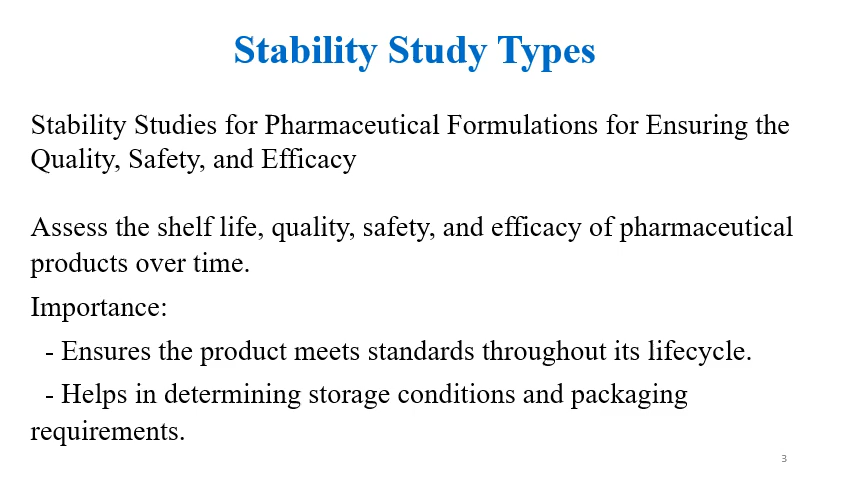 Stability Study Types
Stability Studies for Pharmaceutical Formulations for Ensuring the
Quality, Safety, and Efficacy
Assess the shelf life, quality, safety, and efficacy of pharmaceutical
products over time.
Importance:
- Ensures the product meets standards throughout its lifecycle.
- Helps in determining storage conditions and packaging
requirements.
3